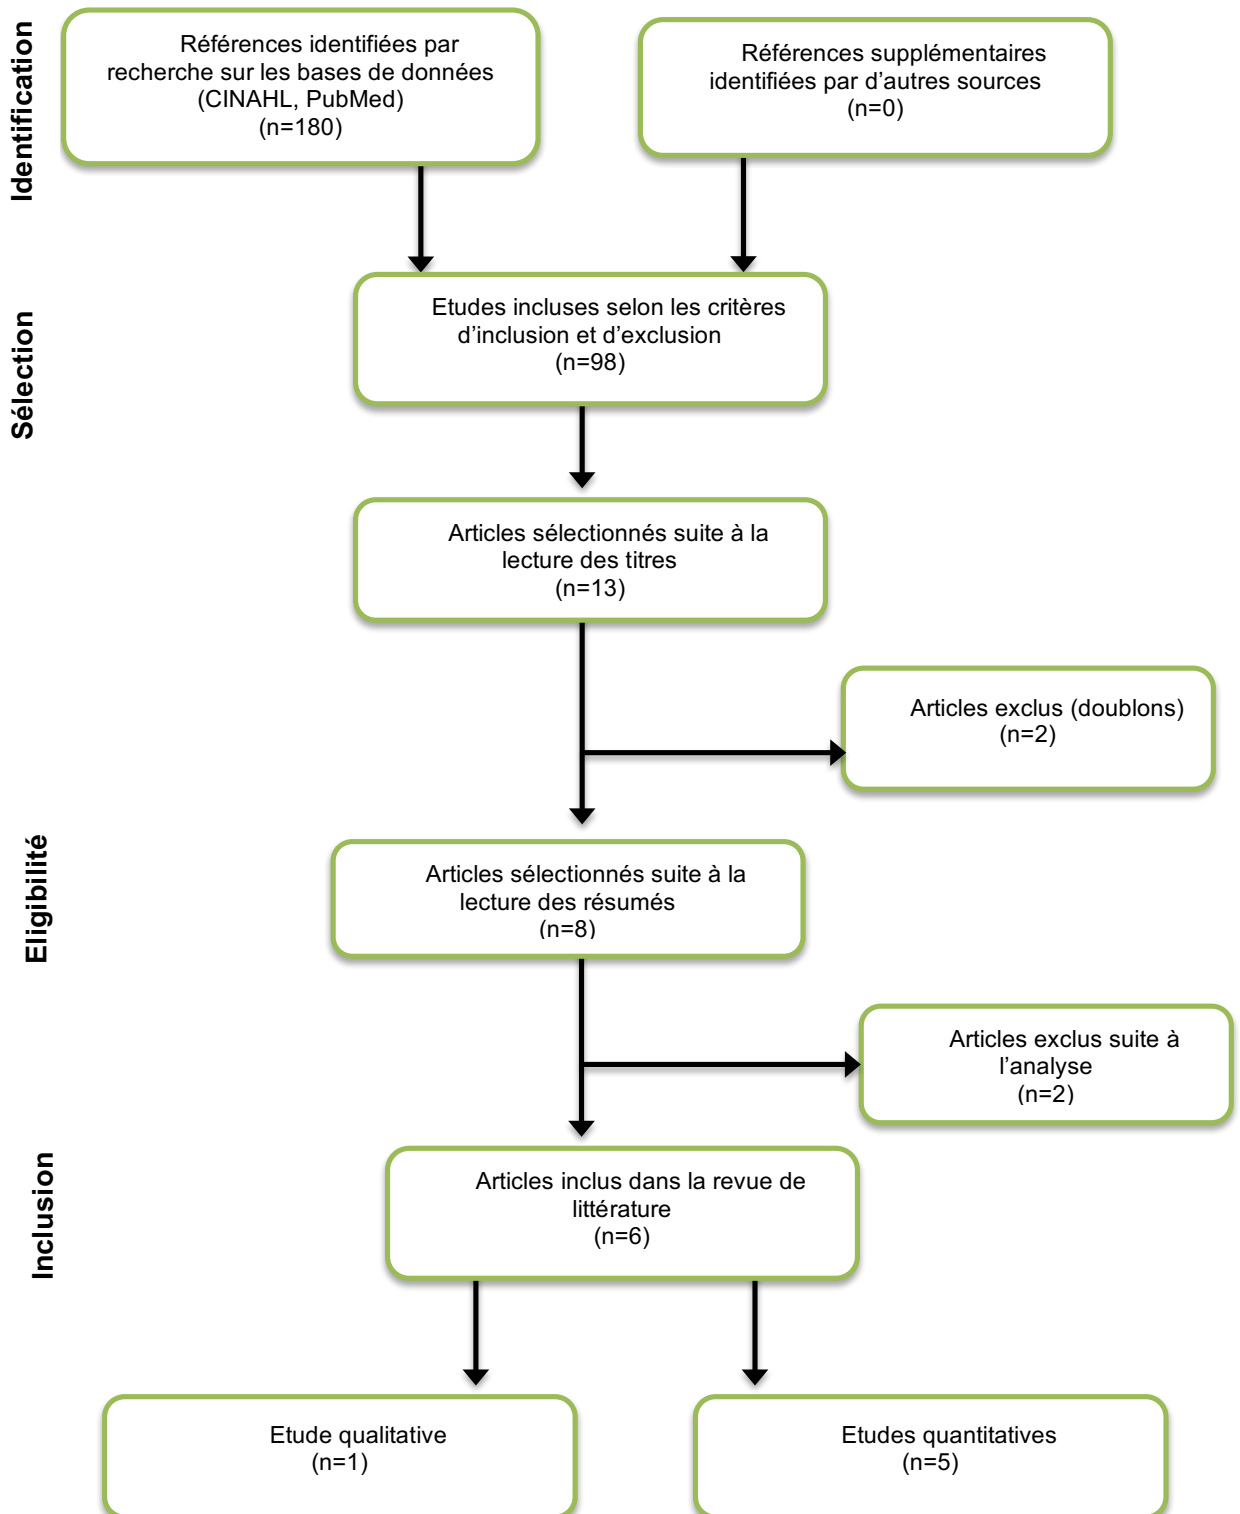 Identification
Références identifiées par
recherche sur les bases de données
(CINAHL, PubMed)
(n=180)
Références supplémentaires
identifiées par d’autres sources
(n=0)
Sélection
Etudes incluses selon les critères
d’inclusion et d’exclusion
(n=98)
Articles sélectionnés suite à la
lecture des titres
(n=13)
Articles exclus (doublons)
(n=2)
Eligibilité
Articles sélectionnés suite à la
lecture des résumés
(n=8)
Articles exclus suite à
l’analyse
(n=2)
Inclusion
Articles inclus dans la revue de
littérature
(n=6)
Etude qualitative
(n=1)
Etudes quantitatives
(n=5)